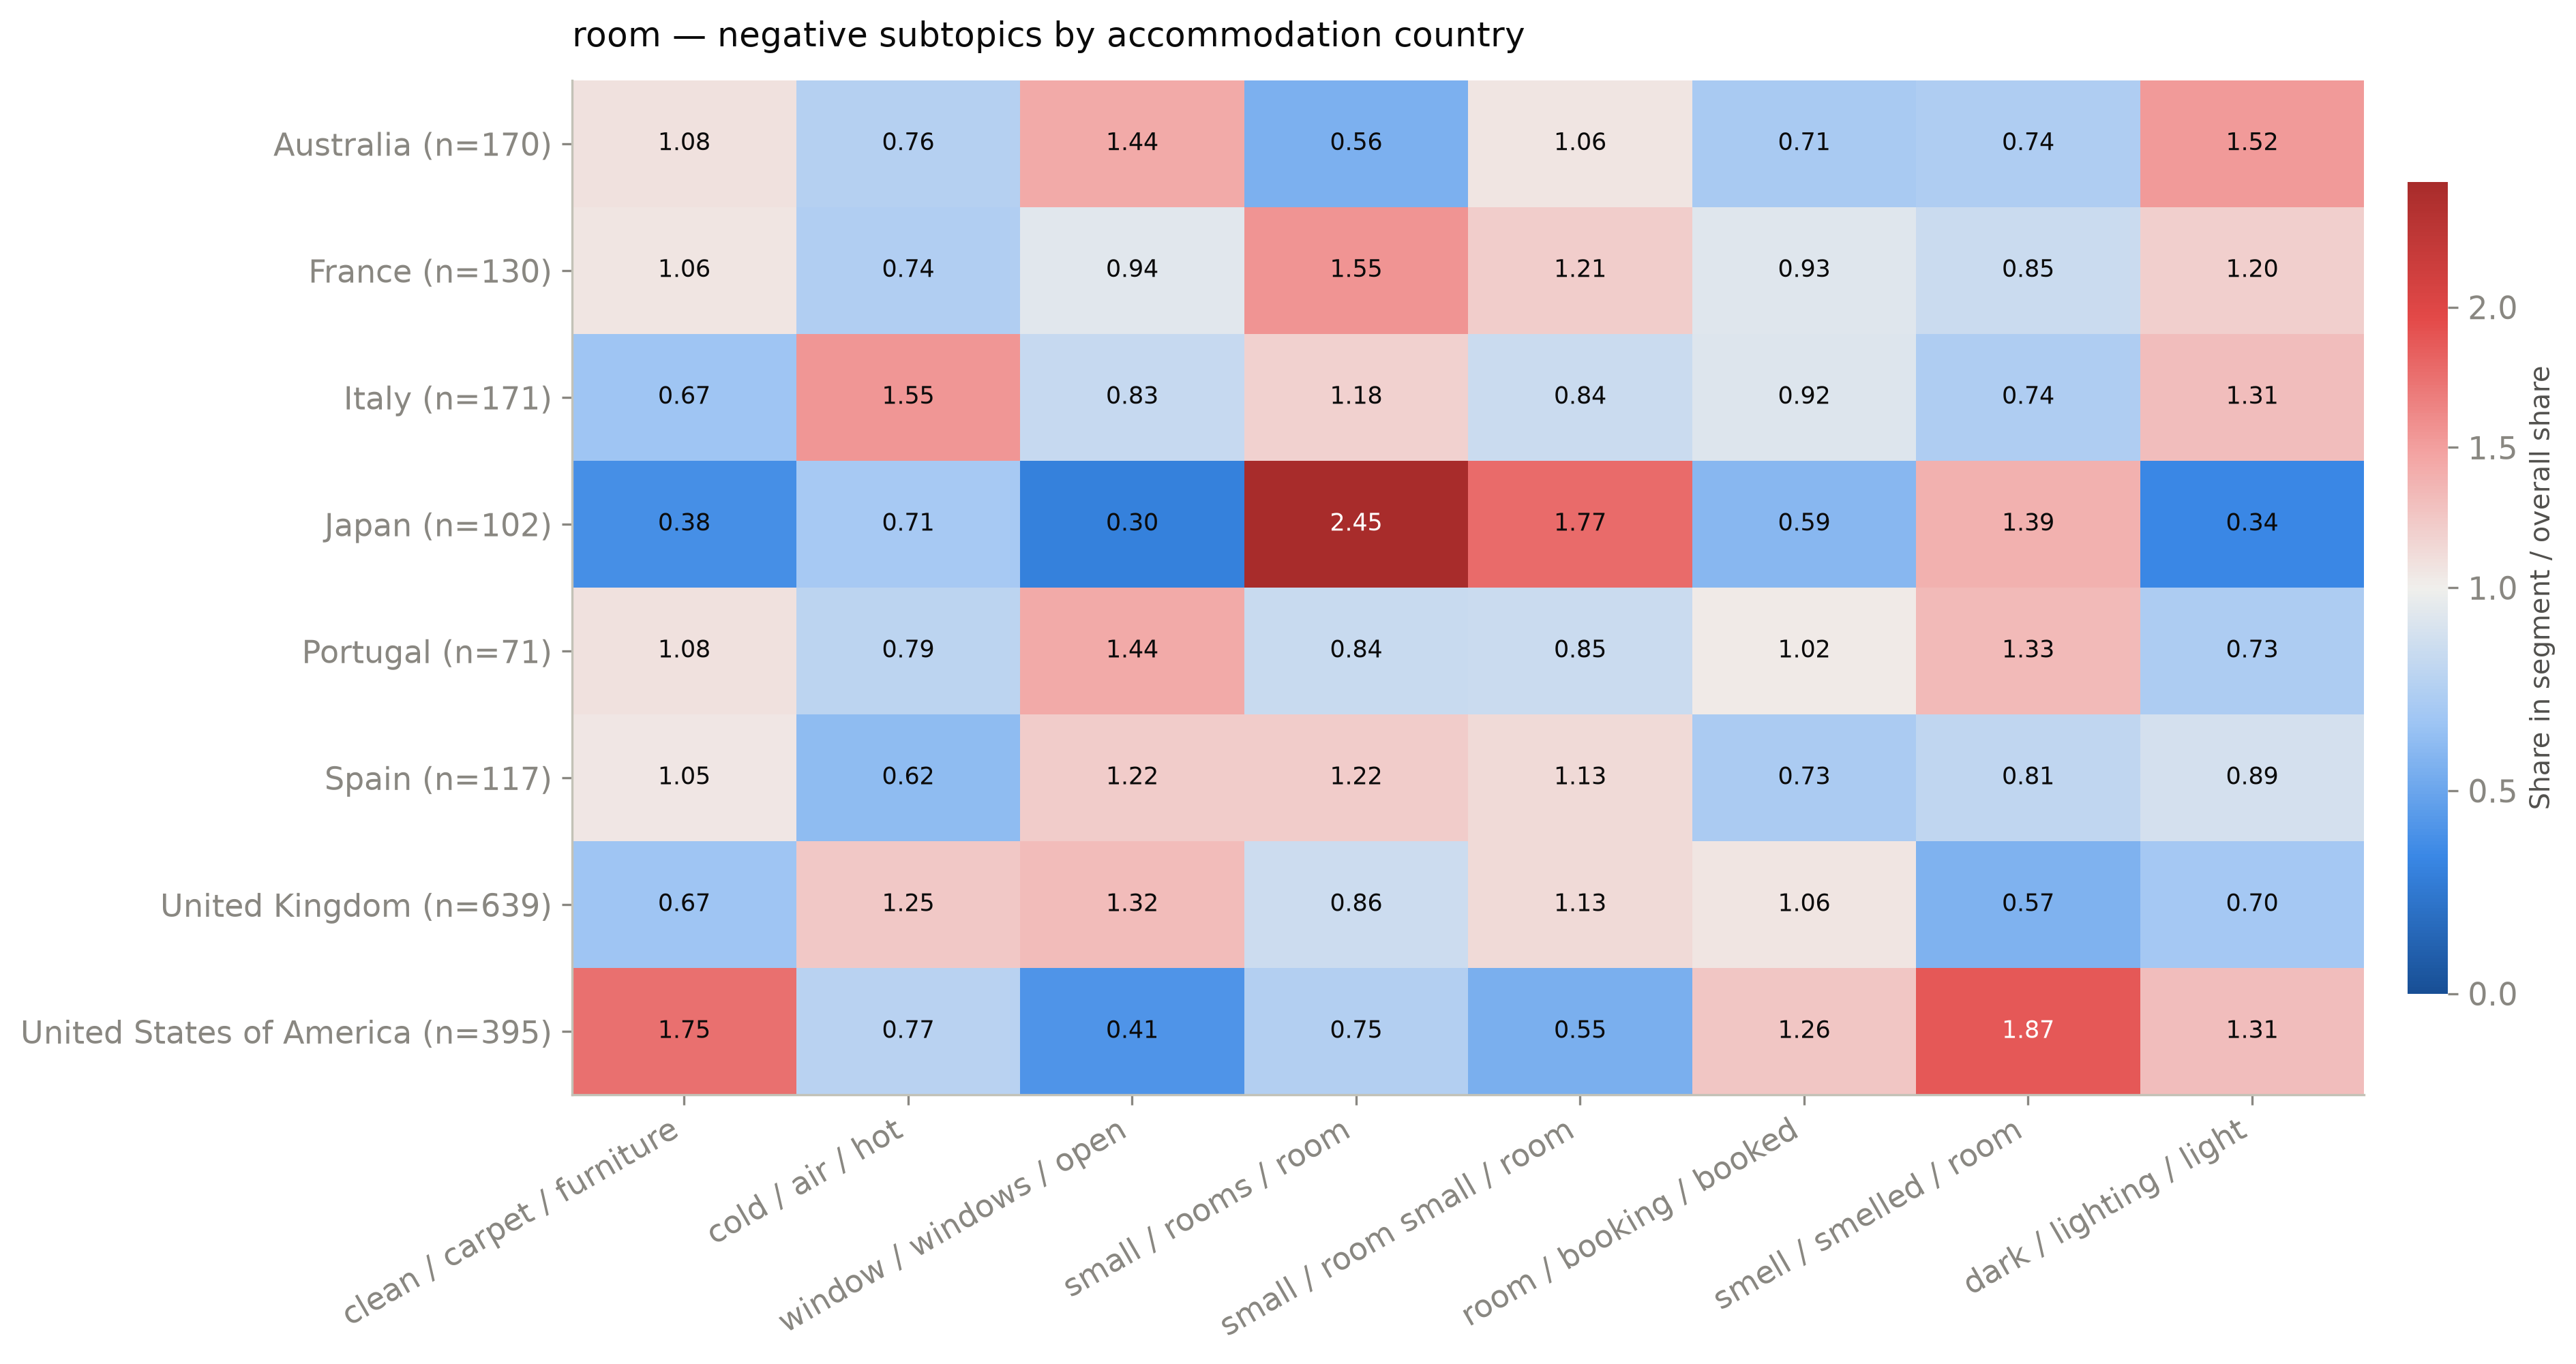 room — negative subtopics by accommodation country
Australia (n=170) 1.08 0.76 1.44 0.56 1.06 0.71 0.74 1.52
France (n=130) 1.06 0.74 0.94 1.55 1.21 0.93 0.85 1.20
Italy (n=171) 0.67 1.55 0.83 1.18 0.84 0.92 0.74 1.31
Japan (n=102) 0.38 0.71 0.30 2.45 1.77 0.59 1.39 0.34
Portugal (n=71) 1.08 0.79 1.44 0.84 0.85 1.02 1.33 0.73
Spain (n=117) 1.05 0.62 1.22 1.22 1.13 0.73 0.81 0.89
United Kingdom (n=639) 0.67 1.25 1.32 0.86 1.13 1.06 0.57 0.70
United States of America (n=395) 1.75 0.77 0.41 0.75 0.55 1.26 1.87 1.31
clean / carpet / furniture
cold / air / hot
window / windows / open
small / rooms / room
small / room small / room
room / booking / booked
smell / smelled / room
dark / lighting / light
2.0
1.5
1.0
0.5
0.0
Share in segment / overall share